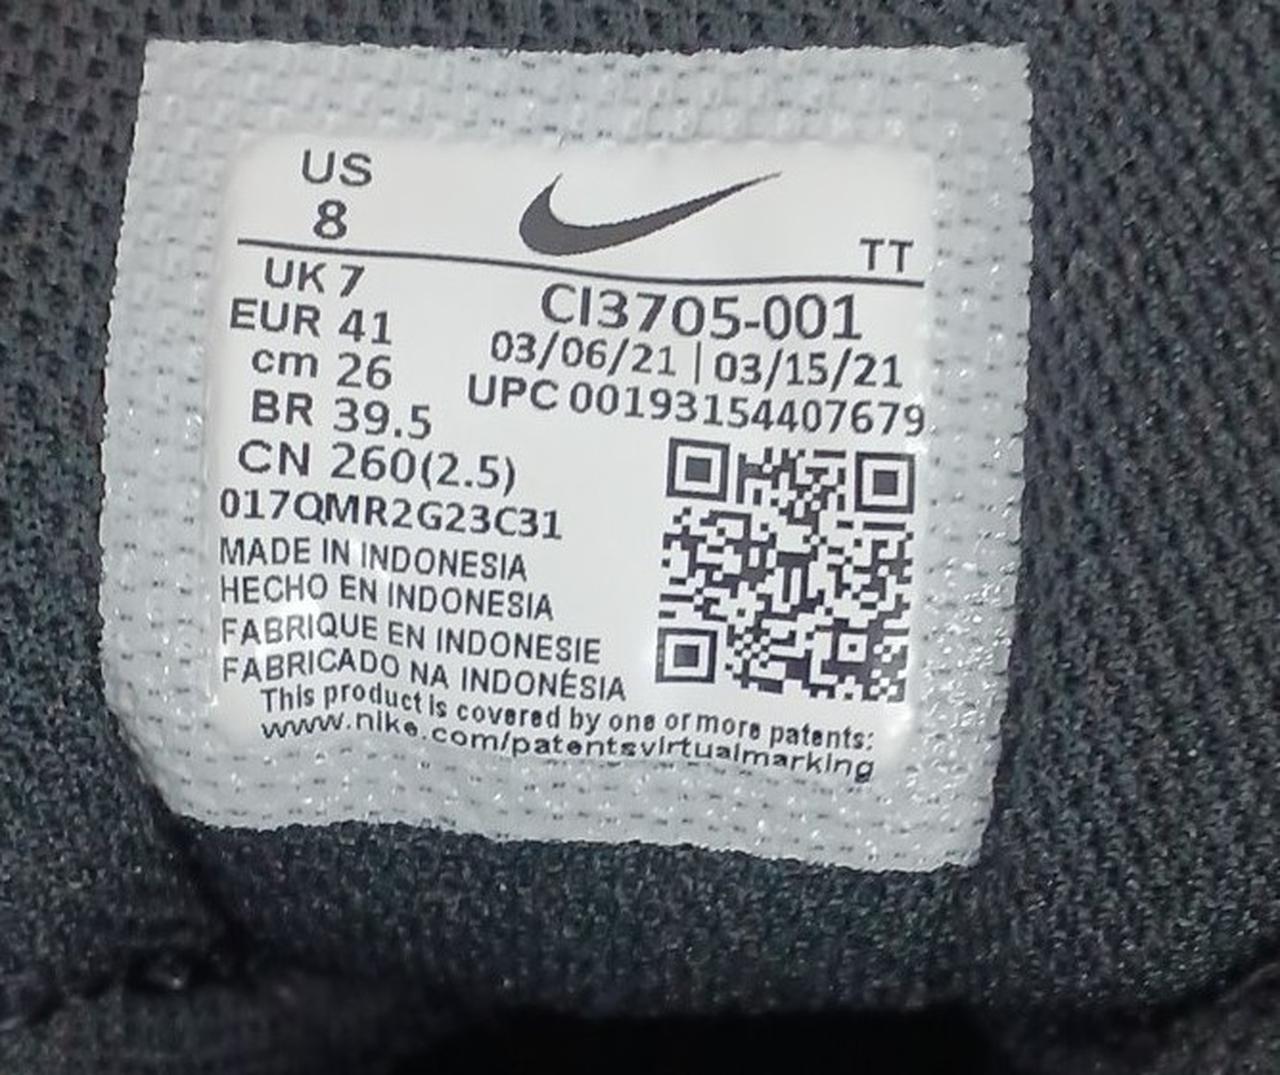 US
8
TT
UK 7
EUR 41
cm 26
BR 39.5
CN 260(2.5)
CI3705-001
03/06/21 | 03/15/21
UPC 00193154407679
017QMR2G23C31
MADE IN INDONESIA
HECHO EN INDONESIA
FABRIQUE EN INDONESIE
FABRICADO NA INDONÉSIA
This product is covered by one or more patents:
www.nike.com/patentsvirtualmarking